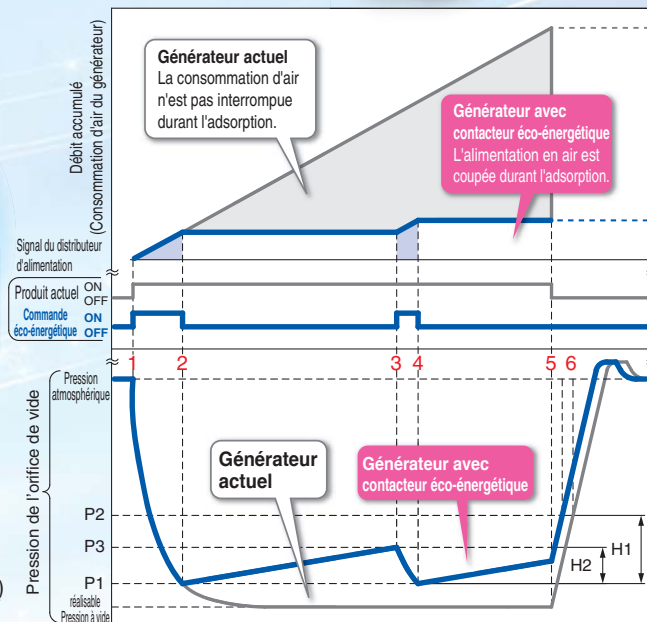 Débit accumulé
(Consommation d'air du générateur)
Générateur actuel
La consommation d'air
n'est pas interrompue
durant l'adsorption.
Générateur avec
contacteur éco-énergétique
L'alimentation en air est
coupée durant l'adsorption.
Signal du distributeur
d'alimentation
Produit actuel ON
OFF
Commande ON
éco-énergétique OFF
1 2 3 4 5 6
Pression de l'orifice de vide
Pression
atmosphérique
Générateur
actuel
Générateur avec
contacteur éco-énergétique
P2
P3
P1
H2
H1
réalisable
Pression à vide
)